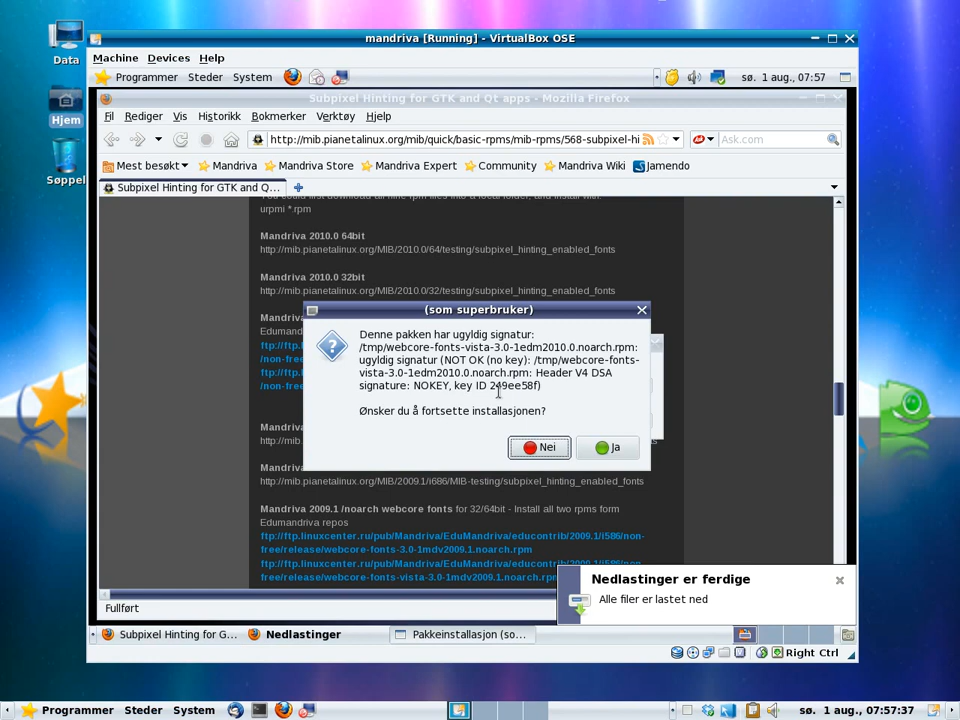 Data
Hjem
Søppel
mandriva [Running] - VirtualBox OSE
Machine Devices Help
Programmer Steder System
sø. 1 aug., 07:57
Subpixel Hinting for GTK and Qt apps - Mozilla Firefox
Fil Rediger Vis Historikk Bokmerker Verktøy Hjelp
http://mib.pianetalinux.org/mib/quick/basic-rpms/mib-rpms/568-subpixel-hi
Ask.com
Mest besøkt Mandriva Mandriva Store Mandriva Expert Community Mandriva Wiki Jamendo
Subpixel Hinting for GTK and Q...
urpmi *.rpm
Mandriva 2010.0 64bit
http://mib.pianetalinux.org/MIB/2010.0/64/testing/subpixel_hinting_enabled_fonts
Mandriva 2010.0 32bit
http://mib.pianetalinux.org/MIB/2010.0/32/testing/subpixel_hinting_enabled_fonts
(som superbruker)
Denne pakken har ugyldig signatur:
/tmp/webcore-fonts-vista-3.0-1edm2010.0.noarch.rpm:
ugyldig signatur (NOT OK (no key): /tmp/webcore-fonts-
vista-3.0-1edm2010.0.noarch.rpm: Header V4 DSA
signature: NOKEY, key ID 249ee58f)
Ønsker du å fortsette installasjonen?
Nei
Ja
http://mib.pianetalinux.org/MIB/2009.1/i686/MIB-testing/subpixel_hinting_enabled_fonts
Mandriva 2009.1 /noarch webcore fonts for 32/64bit - Install all two rpms form
Edumandriva repos
ftp://ftp.linuxcenter.ru/pub/Mandriva/EduMandriva/educontrib/2009.1/i586/non-
free/release/webcore-fonts-3.0-1mdv2009.1.noarch.rpm
ftp://ftp.linuxcenter.ru/pub/Mandriva/EduMandriva/educontrib/2009.1/i586/non-
free/release/webcore-fonts-vista-3.0-1mdv2009.1.noarch.rpm
Nedlastinger er ferdige
Alle filer er lastet ned
Fullført
Subpixel Hinting for G... Nedlastinger Pakkeinstallasjon (so...
Right Ctrl
Programmer Steder System
sø. 1 aug., 07:57:37